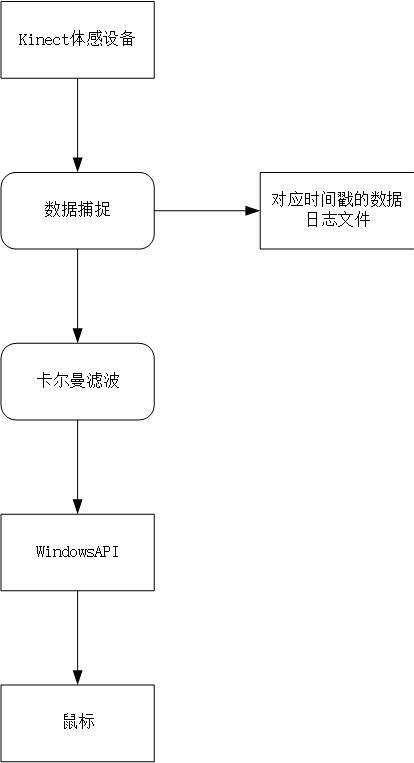 Kinect体感设备
数据捕捉
对应时间戳的数据
日志文件
卡尔曼滤波
WindowsAPI
鼠标